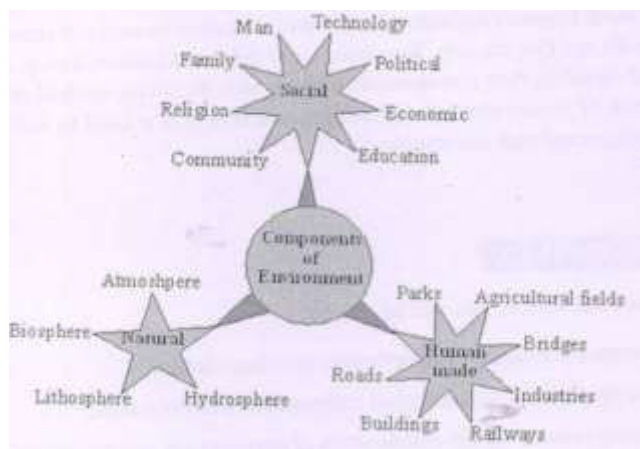 Man
Technology
Family
Political
Social
Religion
Economic
Community
Education
Components
of
Environment
Atmoshpere
Biosphere
Natural
Lithosphere
Hydrosphere
Parks
Agricultural fields
Bridges
Human
made
Roads
Industries
Buildings
Railways